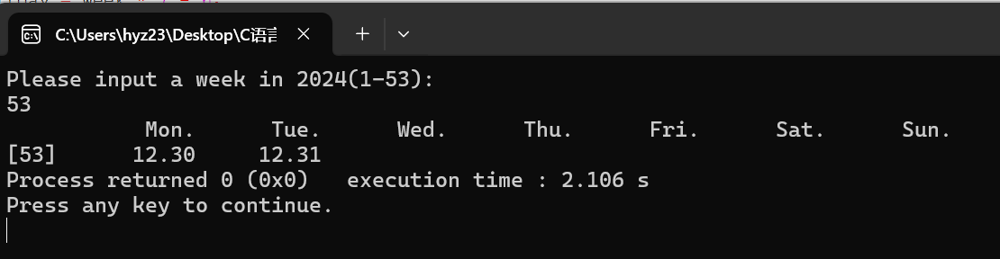 C:\Users\hyz23\Desktop\C语言
Please input a week in 2024(1-53):
53
Mon. Tue. Wed. Thu. Fri. Sat. Sun.
[53] 12.30 12.31
Process returned 0 (0x0) execution time : 2.106 s
Press any key to continue.